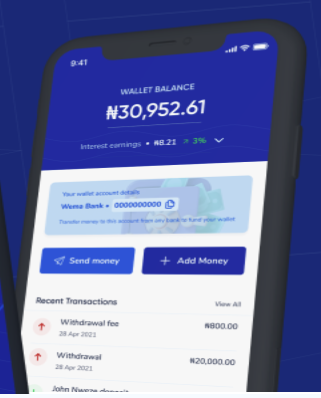 9:41
WALLET BALANCE
₦30,952.61
Interest earnings • ₦8.21 ↗ 3%
Your wallet account details
Wema Bank • 0000000000
Transfer money to this account from any bank to fund your wallet
Send money
+ Add Money
Recent Transactions
View All
Withdrawal fee
₦800.00
28 Apr 2021
Withdrawal
₦20,000.00
28 Apr 2021
John Nweze deposit